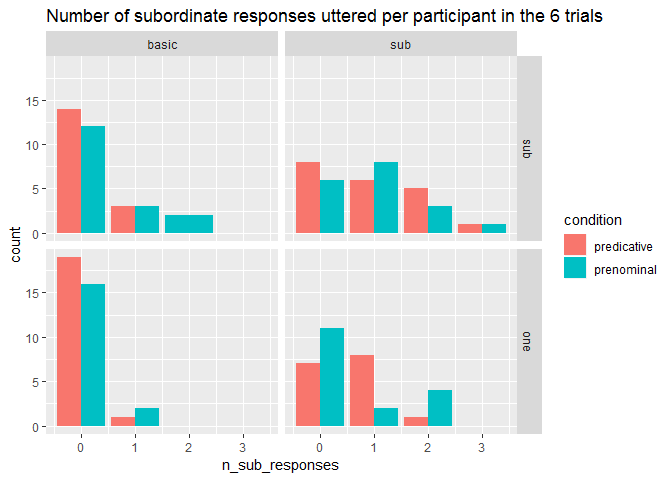 Number of subordinate responses uttered per participant in the 6 trials
basic
sub
15
10
5
0
sub
15
10
5
0
one
count
0
1
2
3
0
1
2
3
n_sub_responses
condition
predicative
prenominal